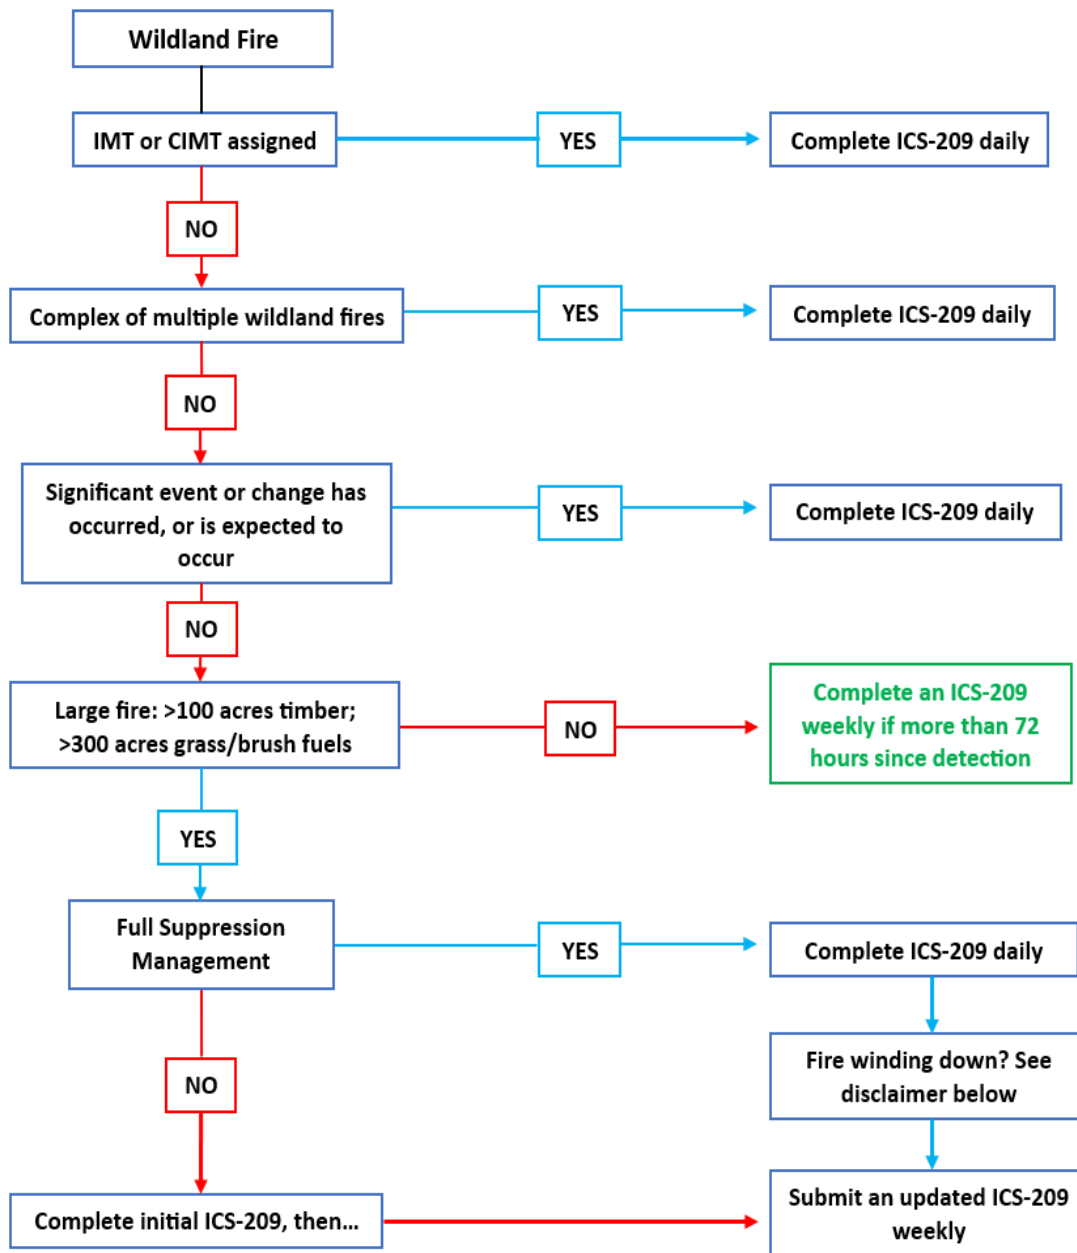 Wildland Fire
IMT or CIMT assigned
YES
Complete ICS-209 daily
NO
Complex of multiple wildland fires
YES
Complete ICS-209 daily
NO
Significant event or change has
occurred, or is expected to
occur
YES
Complete ICS-209 daily
NO
Large fire: >100 acres timber;
>300 acres grass/brush fuels
NO
Complete an ICS-209
weekly if more than 72
hours since detection
YES
Full Suppression
Management
YES
Complete ICS-209 daily
Fire winding down? See
disclaimer below
NO
Complete initial ICS-209, then…
Submit an updated ICS-209
weekly